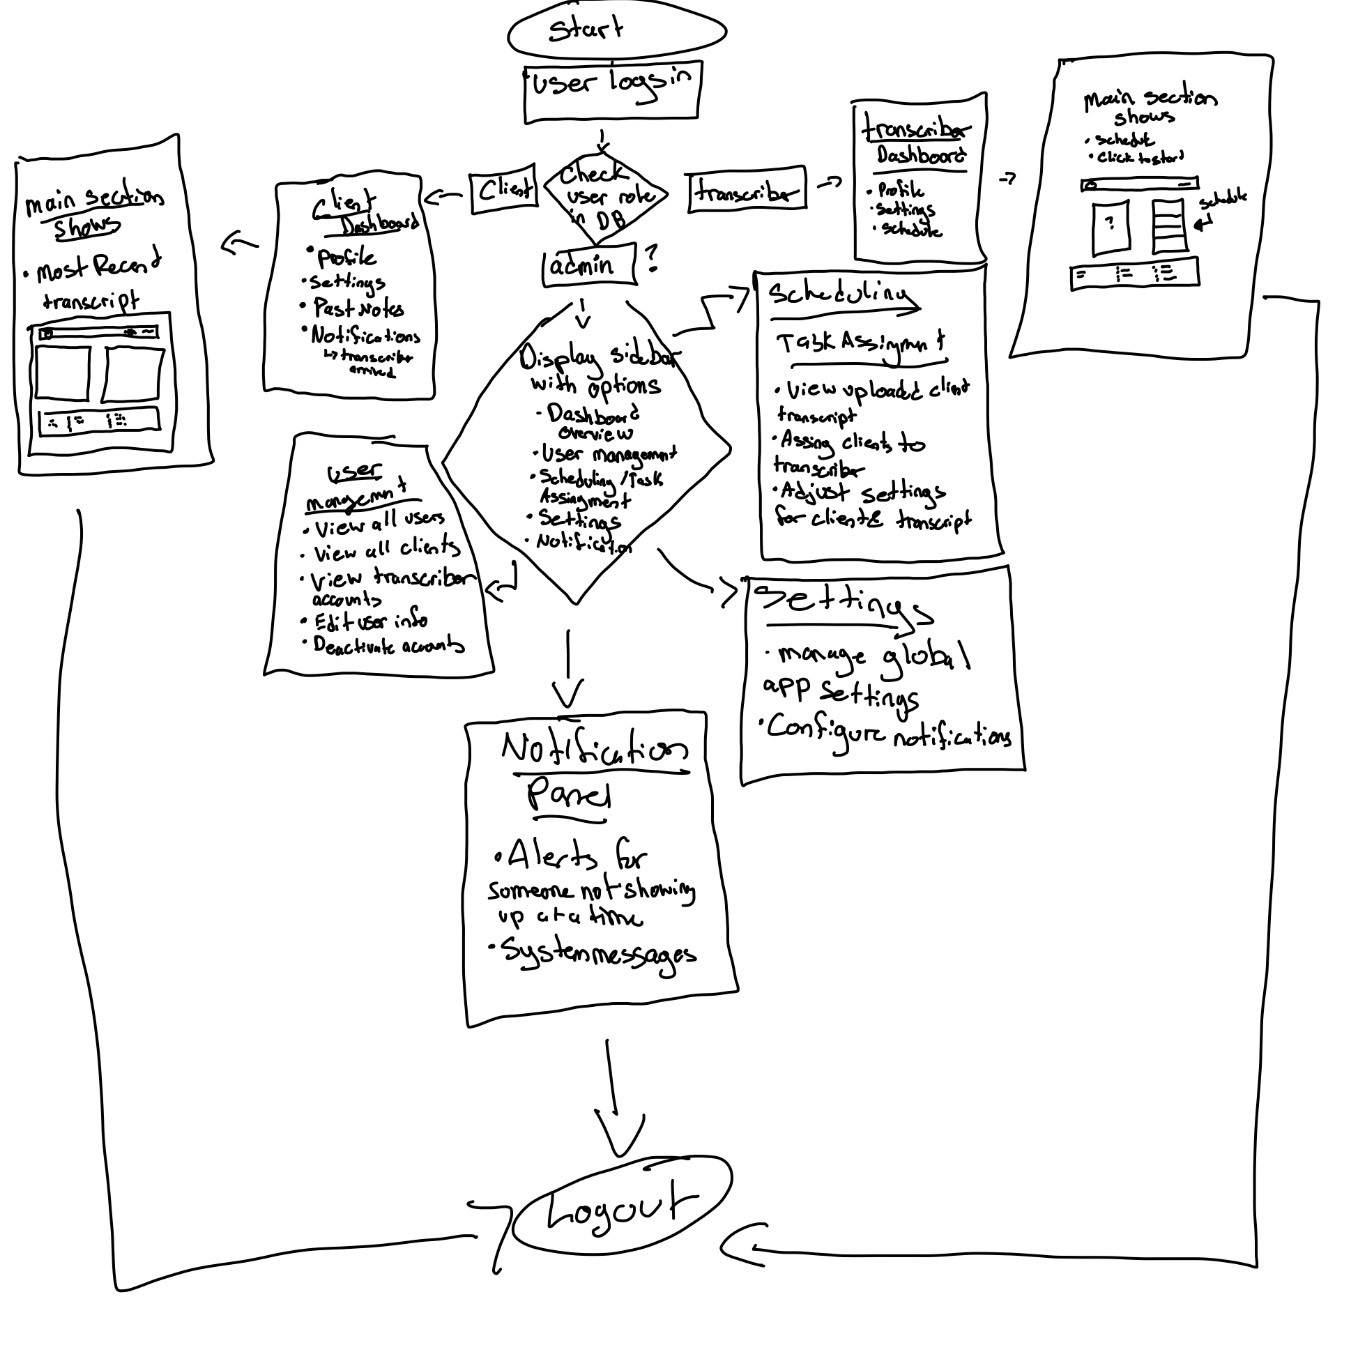 Start
User logs in
Check
user role
in DB
Client
transcriber
admin ?
Client
Dashboard
• Profile
• Settings
• Past Notes
• Notifications
↳ transcriber
arrived
main section
shows
• Most Recent
transcript
transcriber
Dashboard
• Profile
• Settings
• Schedule
Main section
shows
• Schedule
• Click to start
?
schedule
Display sidebar
with options
• Dashboard
overview
• User management
• Scheduling / Task
Assingment
• Settings
• Notification
Scheduling
Task Assigment
• View uploaded client
transcript
• Assing clients to
transcriber
• Adjust settings
for client & transcript
User
mangement
• View all users
• View all clients
• View transcriber
accounts
• Edit user info
• Deactivate accounts
Settings
• manage global
app settings
• Configure notifications
Notification
Panel
• Alerts for
someone not showing
up at a time
• System messages
Logout